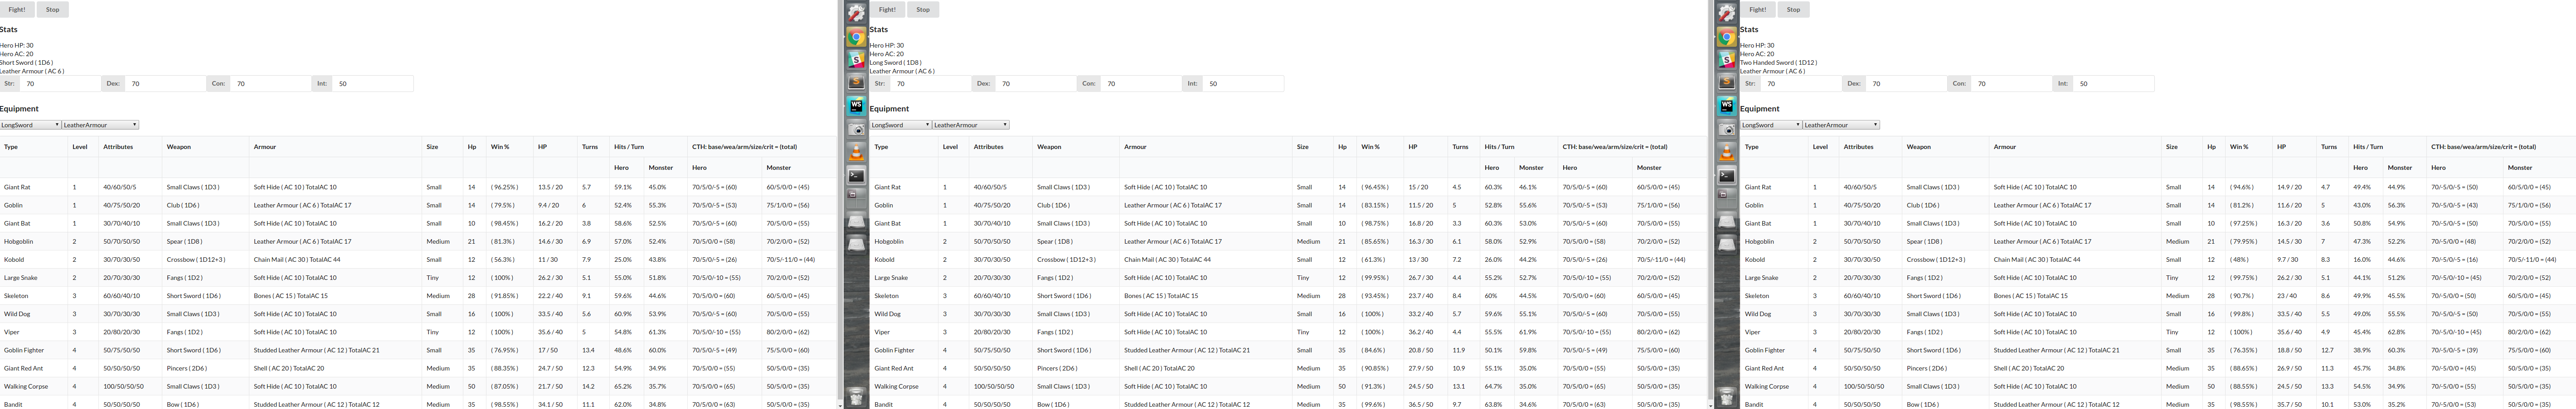 Fight! Stop
Stats
Hero HP: 30
Hero AC: 20
Short Sword ( 1D6 )
Leather Armour ( AC 6 )
Str: 70 Dex: 70 Con: 70 Int: 50
Equipment
LongSword LeatherArmour
Type Level Attributes Weapon Armour Size Hp Win % HP Turns Hits / Turn CTH: base/wea/arm/size/crit = (total)
Hero Monster Hero Monster
Giant Rat 1 40/60/50/5 Small Claws ( 1D3 ) Soft Hide ( AC 10 ) TotalAC 10 Small 14 ( 96.25% ) 13.5 / 20 5.7 59.1% 45.0% 70/5/0/-5 = (60) 60/5/0/0 = (45)
Goblin 1 40/75/50/20 Club ( 1D6 ) Leather Armour ( AC 6 ) TotalAC 17 Small 14 ( 79.5% ) 9.4 / 20 6 52.4% 55.3% 70/5/0/-5 = (53) 75/1/0/0 = (56)
Giant Bat 1 30/70/40/10 Small Claws ( 1D3 ) Soft Hide ( AC 10 ) TotalAC 10 Small 10 ( 98.45% ) 16.2 / 20 3.8 58.6% 52.5% 70/5/0/-5 = (60) 70/5/0/0 = (55)
Hobgoblin 2 50/70/50/50 Spear ( 1D8 ) Leather Armour ( AC 6 ) TotalAC 17 Medium 21 ( 81.3% ) 14.6 / 30 6.9 57.0% 52.4% 70/5/0/0 = (58) 70/2/0/0 = (52)
Kobold 2 30/70/30/50 Crossbow ( 1D12+3 ) Chain Mail ( AC 30 ) TotalAC 44 Small 12 ( 56.3% ) 11 / 30 7.9 25.0% 43.8% 70/5/0/-5 = (26) 70/5/-11/0 = (44)
Large Snake 2 20/70/30/30 Fangs ( 1D2 ) Soft Hide ( AC 10 ) TotalAC 10 Tiny 12 ( 100% ) 26.2 / 30 5.1 55.0% 51.8% 70/5/0/-10 = (55) 70/2/0/0 = (52)
Skeleton 3 60/60/40/10 Short Sword ( 1D6 ) Bones ( AC 15 ) TotalAC 15 Medium 28 ( 91.85% ) 22.2 / 40 9.1 59.6% 44.6% 70/5/0/0 = (60) 60/5/0/0 = (45)
Wild Dog 3 30/70/30/30 Small Claws ( 1D3 ) Soft Hide ( AC 10 ) TotalAC 10 Small 16 ( 100% ) 33.5 / 40 5.6 60.9% 53.9% 70/5/0/-5 = (60) 70/5/0/0 = (55)
Viper 3 20/80/20/30 Fangs ( 1D2 ) Soft Hide ( AC 10 ) TotalAC 10 Tiny 12 ( 100% ) 35.6 / 40 5 54.8% 61.3% 70/5/0/-10 = (55) 80/2/0/0 = (62)
Goblin Fighter 4 50/75/50/50 Short Sword ( 1D6 ) Studded Leather Armour ( AC 12 ) TotalAC 21 Small 35 ( 76.95% ) 17 / 50 13.4 48.6% 60.0% 70/5/0/-5 = (49) 75/5/0/0 = (60)
Giant Red Ant 4 50/50/50/50 Pincers ( 2D6 ) Shell ( AC 20 ) TotalAC 20 Medium 35 ( 88.35% ) 24.7 / 50 12.3 54.9% 34.9% 70/5/0/0 = (55) 50/5/0/0 = (35)
Walking Corpse 4 100/50/50/50 Small Claws ( 1D3 ) Soft Hide ( AC 10 ) TotalAC 10 Medium 50 ( 87.05% ) 21.7 / 50 14.2 65.2% 35.7% 70/5/0/0 = (65) 50/5/0/0 = (35)
Bandit 4 50/50/50/50 Bow ( 1D6 ) Studded Leather Armour ( AC 12 ) TotalAC 12 Medium 35 ( 98.55% ) 34.1 / 50 11.1 62.0% 34.8% 70/5/0/0 = (63) 50/5/0/0 = (35)
Fight! Stop
Stats
Hero HP: 30
Hero AC: 20
Long Sword ( 1D8 )
Leather Armour ( AC 6 )
Str: 70 Dex: 70 Con: 70 Int: 50
Equipment
LongSword LeatherArmour
Type Level Attributes Weapon Armour Size Hp Win % HP Turns Hits / Turn CTH: base/wea/arm/size/crit = (total)
Hero Monster Hero Monster
Giant Rat 1 40/60/50/5 Small Claws ( 1D3 ) Soft Hide ( AC 10 ) TotalAC 10 Small 14 ( 96.45% ) 15 / 20 4.5 60.3% 46.1% 70/5/0/-5 = (60) 60/5/0/0 = (45)
Goblin 1 40/75/50/20 Club ( 1D6 ) Leather Armour ( AC 6 ) TotalAC 17 Small 14 ( 83.15% ) 11.5 / 20 5 52.8% 55.6% 70/5/0/-5 = (53) 75/1/0/0 = (56)
Giant Bat 1 30/70/40/10 Small Claws ( 1D3 ) Soft Hide ( AC 10 ) TotalAC 10 Small 10 ( 98.75% ) 16.8 / 20 3.3 60.3% 53.0% 70/5/0/-5 = (60) 70/5/0/0 = (55)
Hobgoblin 2 50/70/50/50 Spear ( 1D8 ) Leather Armour ( AC 6 ) TotalAC 17 Medium 21 ( 85.65% ) 16.3 / 30 6.1 58.0% 52.9% 70/5/0/0 = (58) 70/2/0/0 = (52)
Kobold 2 30/70/30/50 Crossbow ( 1D12+3 ) Chain Mail ( AC 30 ) TotalAC 44 Small 12 ( 61.3% ) 13 / 30 7.2 26.0% 44.2% 70/5/0/-5 = (26) 70/5/-11/0 = (44)
Large Snake 2 20/70/30/30 Fangs ( 1D2 ) Soft Hide ( AC 10 ) TotalAC 10 Tiny 12 ( 99.95% ) 26.7 / 30 4.4 55.2% 52.7% 70/5/0/-10 = (55) 70/2/0/0 = (52)
Skeleton 3 60/60/40/10 Short Sword ( 1D6 ) Bones ( AC 15 ) TotalAC 15 Medium 28 ( 93.45% ) 23.7 / 40 8.4 60% 44.5% 70/5/0/0 = (60) 60/5/0/0 = (45)
Wild Dog 3 30/70/30/30 Small Claws ( 1D3 ) Soft Hide ( AC 10 ) TotalAC 10 Small 16 ( 100% ) 33.2 / 40 5.7 59.6% 55.1% 70/5/0/-5 = (60) 70/5/0/0 = (55)
Viper 3 20/80/20/30 Fangs ( 1D2 ) Soft Hide ( AC 10 ) TotalAC 10 Tiny 12 ( 100% ) 36.2 / 40 4.4 55.5% 61.9% 70/5/0/-10 = (55) 80/2/0/0 = (62)
Goblin Fighter 4 50/75/50/50 Short Sword ( 1D6 ) Studded Leather Armour ( AC 12 ) TotalAC 21 Small 35 ( 84.6% ) 20.8 / 50 11.9 50.1% 59.8% 70/5/0/-5 = (49) 75/5/0/0 = (60)
Giant Red Ant 4 50/50/50/50 Pincers ( 2D6 ) Shell ( AC 20 ) TotalAC 20 Medium 35 ( 90.85% ) 27.9 / 50 10.9 55.1% 35.0% 70/5/0/0 = (55) 50/5/0/0 = (35)
Walking Corpse 4 100/50/50/50 Small Claws ( 1D3 ) Soft Hide ( AC 10 ) TotalAC 10 Medium 50 ( 91.3% ) 24.5 / 50 13.1 64.7% 35.0% 70/5/0/0 = (65) 50/5/0/0 = (35)
Bandit 4 50/50/50/50 Bow ( 1D6 ) Studded Leather Armour ( AC 12 ) TotalAC 12 Medium 35 ( 99.6% ) 36.5 / 50 9.7 63.8% 34.6% 70/5/0/0 = (63) 50/5/0/0 = (35)
Fight! Stop
Stats
Hero HP: 30
Hero AC: 20
Two Handed Sword ( 1D12 )
Leather Armour ( AC 6 )
Str: 70 Dex: 70 Con: 70 Int: 50
Equipment
LongSword LeatherArmour
Type Level Attributes Weapon Armour Size Hp Win % HP Turns Hits / Turn CTH: base/wea/arm/size/crit = (total)
Hero Monster Hero Monster
Giant Rat 1 40/60/50/5 Small Claws ( 1D3 ) Soft Hide ( AC 10 ) TotalAC 10 Small 14 ( 94.6% ) 14.9 / 20 4.7 49.4% 44.9% 70/-5/0/-5 = (50) 60/5/0/0 = (45)
Goblin 1 40/75/50/20 Club ( 1D6 ) Leather Armour ( AC 6 ) TotalAC 17 Small 14 ( 81.2% ) 11.6 / 20 5 43.0% 56.3% 70/-5/0/-5 = (43) 75/1/0/0 = (56)
Giant Bat 1 30/70/40/10 Small Claws ( 1D3 ) Soft Hide ( AC 10 ) TotalAC 10 Small 10 ( 97.25% ) 16.3 / 20 3.6 50.8% 54.9% 70/-5/0/-5 = (50) 70/5/0/0 = (55)
Hobgoblin 2 50/70/50/50 Spear ( 1D8 ) Leather Armour ( AC 6 ) TotalAC 17 Medium 21 ( 79.95% ) 14.5 / 30 7 47.3% 52.2% 70/-5/0/0 = (48) 70/2/0/0 = (52)
Kobold 2 30/70/30/50 Crossbow ( 1D12+3 ) Chain Mail ( AC 30 ) TotalAC 44 Small 12 ( 48% ) 9.7 / 30 8.3 16.0% 44.6% 70/-5/0/-5 = (16) 70/5/-11/0 = (44)
Large Snake 2 20/70/30/30 Fangs ( 1D2 ) Soft Hide ( AC 10 ) TotalAC 10 Tiny 12 ( 99.75% ) 26.2 / 30 5.1 44.1% 51.2% 70/-5/0/-10 = (45) 70/2/0/0 = (52)
Skeleton 3 60/60/40/10 Short Sword ( 1D6 ) Bones ( AC 15 ) TotalAC 15 Medium 28 ( 90.7% ) 23 / 40 8.6 49.9% 45.5% 70/-5/0/0 = (50) 60/5/0/0 = (45)
Wild Dog 3 30/70/30/30 Small Claws ( 1D3 ) Soft Hide ( AC 10 ) TotalAC 10 Small 16 ( 99.8% ) 33.5 / 40 5.5 49.0% 55.5% 70/-5/0/-5 = (50) 70/5/0/0 = (55)
Viper 3 20/80/20/30 Fangs ( 1D2 ) Soft Hide ( AC 10 ) TotalAC 10 Tiny 12 ( 100% ) 35.6 / 40 4.9 45.4% 62.8% 70/-5/0/-10 = (45) 80/2/0/0 = (62)
Goblin Fighter 4 50/75/50/50 Short Sword ( 1D6 ) Studded Leather Armour ( AC 12 ) TotalAC 21 Small 35 ( 76.35% ) 18.8 / 50 12.7 38.9% 60.3% 70/-5/0/-5 = (39) 75/5/0/0 = (60)
Giant Red Ant 4 50/50/50/50 Pincers ( 2D6 ) Shell ( AC 20 ) TotalAC 20 Medium 35 ( 88.65% ) 26.9 / 50 11.3 45.7% 34.8% 70/-5/0/0 = (45) 50/5/0/0 = (35)
Walking Corpse 4 100/50/50/50 Small Claws ( 1D3 ) Soft Hide ( AC 10 ) TotalAC 10 Medium 50 ( 88.55% ) 24.5 / 50 13.3 54.5% 34.9% 70/-5/0/0 = (55) 50/5/0/0 = (35)
Bandit 4 50/50/50/50 Bow ( 1D6 ) Studded Leather Armour ( AC 12 ) TotalAC 12 Medium 35 ( 98.55% ) 35.7 / 50 10.1 53.0% 35.2% 70/-5/0/0 = (53) 50/5/0/0 = (35)